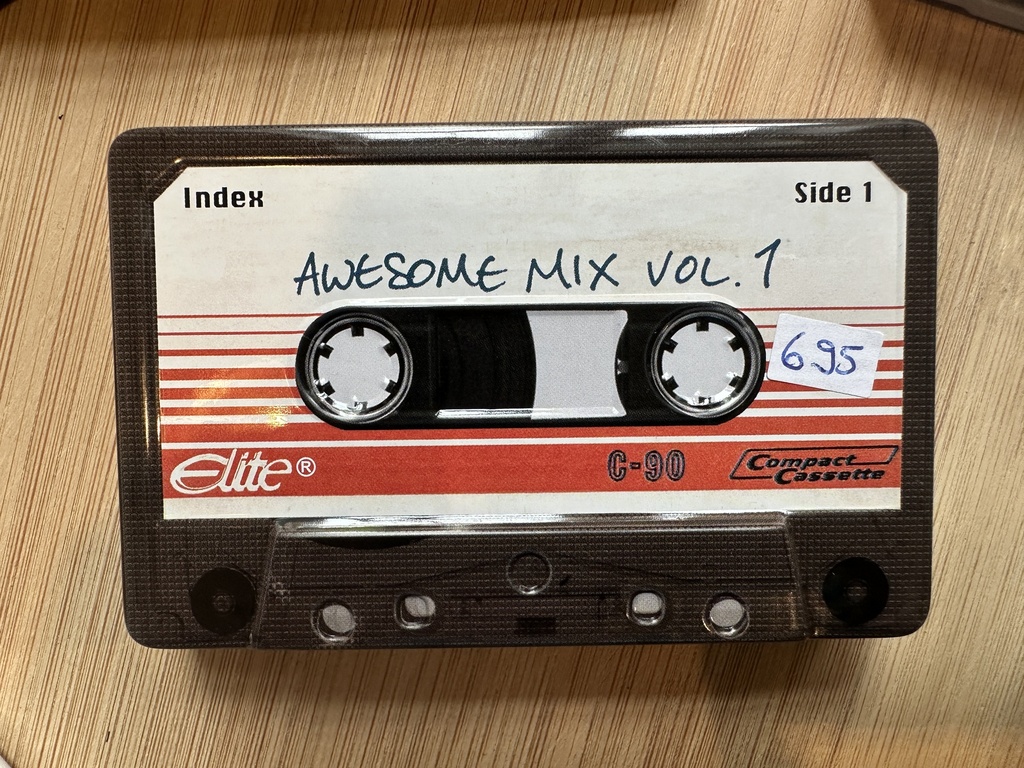 Index
Side 1
AWESOME MIX VOL. 1
695
Elite®
C-90
Compact
Cassette